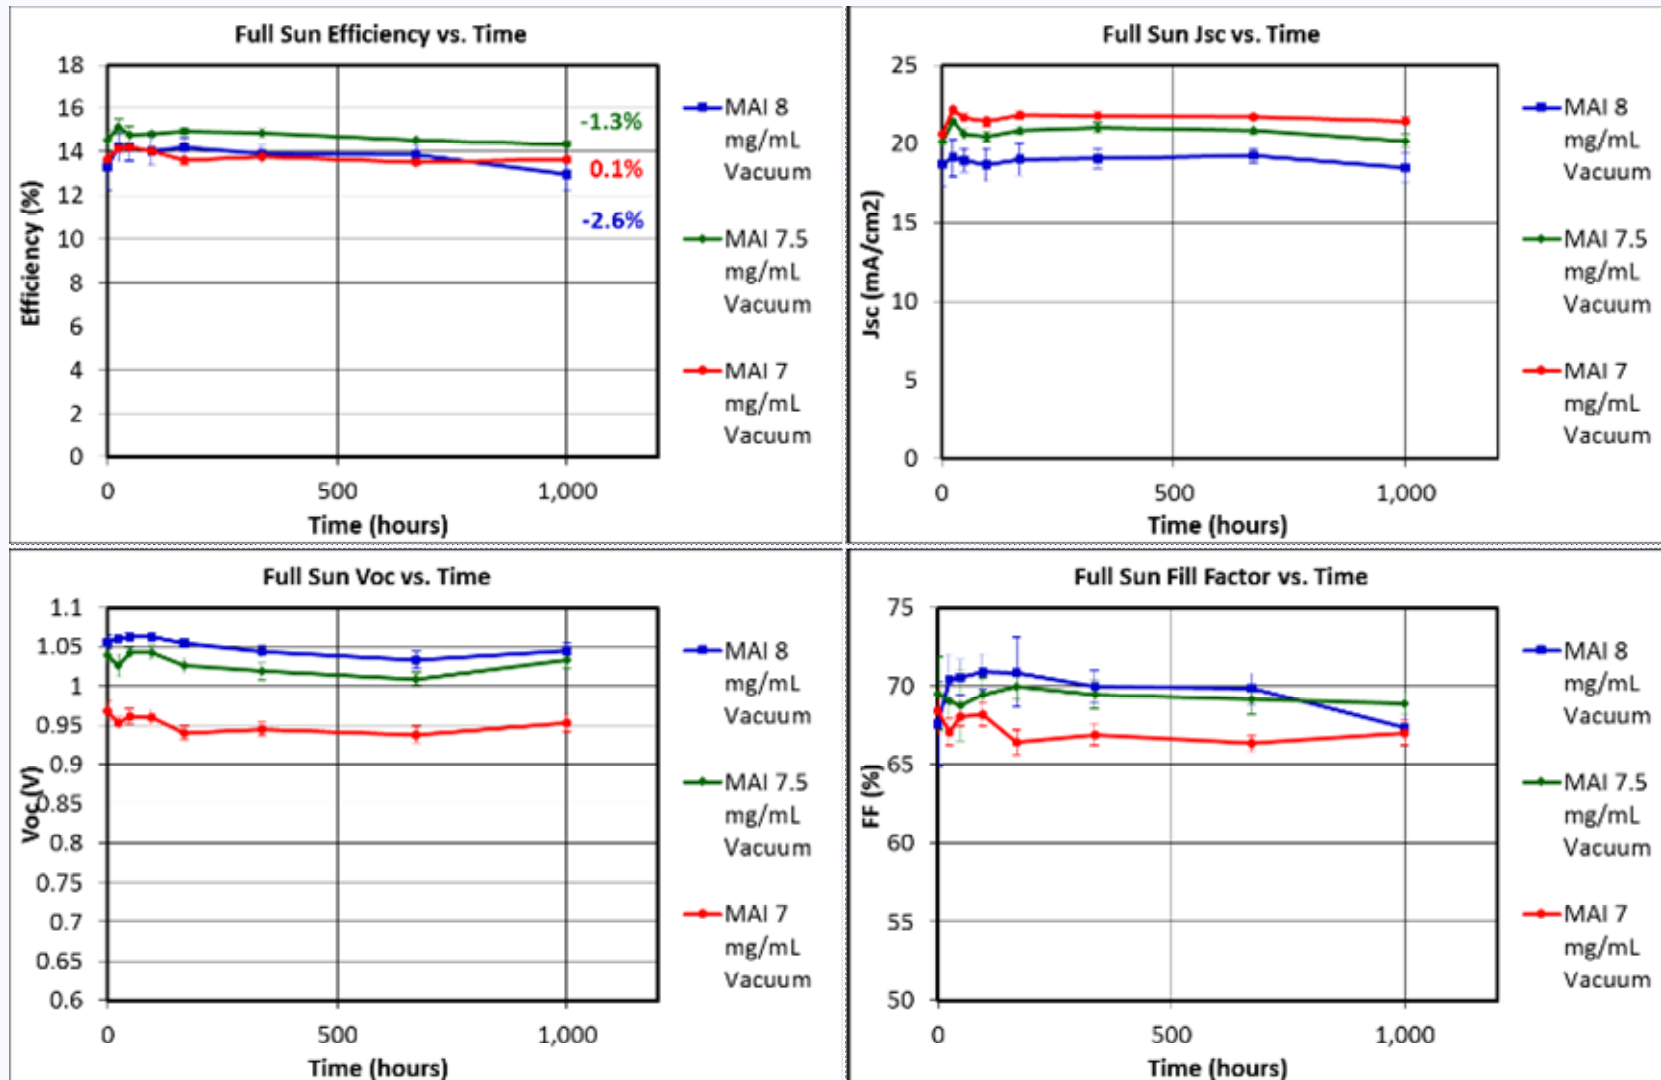 Full Sun Efficiency vs. Time
18
16
14
12
10
8
6
4
2
0
Efficiency (%)
0
500
1,000
Time (hours)
-1.3%
0.1%
-2.6%
MAI 8
mg/mL
Vacuum
MAI 7.5
mg/mL
Vacuum
MAI 7
mg/mL
Vacuum
Full Sun Jsc vs. Time
25
20
15
10
5
0
Jsc (mA/cm2)
0
500
1,000
Time (hours)
MAI 8
mg/mL
Vacuum
MAI 7.5
mg/mL
Vacuum
MAI 7
mg/mL
Vacuum
Full Sun Voc vs. Time
1.1
1.05
1
0.95
0.9
0.85
0.8
0.75
0.7
0.65
0.6
Voc (V)
0
500
1,000
Time (hours)
MAI 8
mg/mL
Vacuum
MAI 7.5
mg/mL
Vacuum
MAI 7
mg/mL
Vacuum
Full Sun Fill Factor vs. Time
75
70
65
60
55
50
FF (%)
0
500
1,000
Time (hours)
MAI 8
mg/mL
Vacuum
MAI 7.5
mg/mL
Vacuum
MAI 7
mg/mL
Vacuum